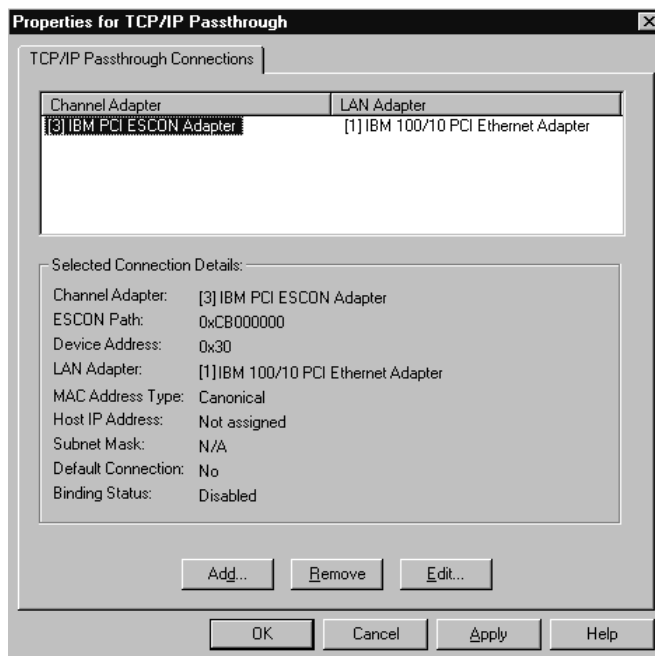 Properties for TCP/IP Passthrough
TCP/IP Passthrough Connections
Channel Adapter LAN Adapter
[3] IBM PCI ESCON Adapter [1] IBM 100/10 PCI Ethernet Adapter
Selected Connection Details:
Channel Adapter: [3] IBM PCI ESCON Adapter
ESCON Path: 0xCB000000
Device Address: 0x30
LAN Adapter: [1] IBM 100/10 PCI Ethernet Adapter
MAC Address Type: Canonical
Host IP Address: Not assigned
Subnet Mask: N/A
Default Connection: No
Binding Status: Disabled
Add... Remove Edit...
OK Cancel Apply Help